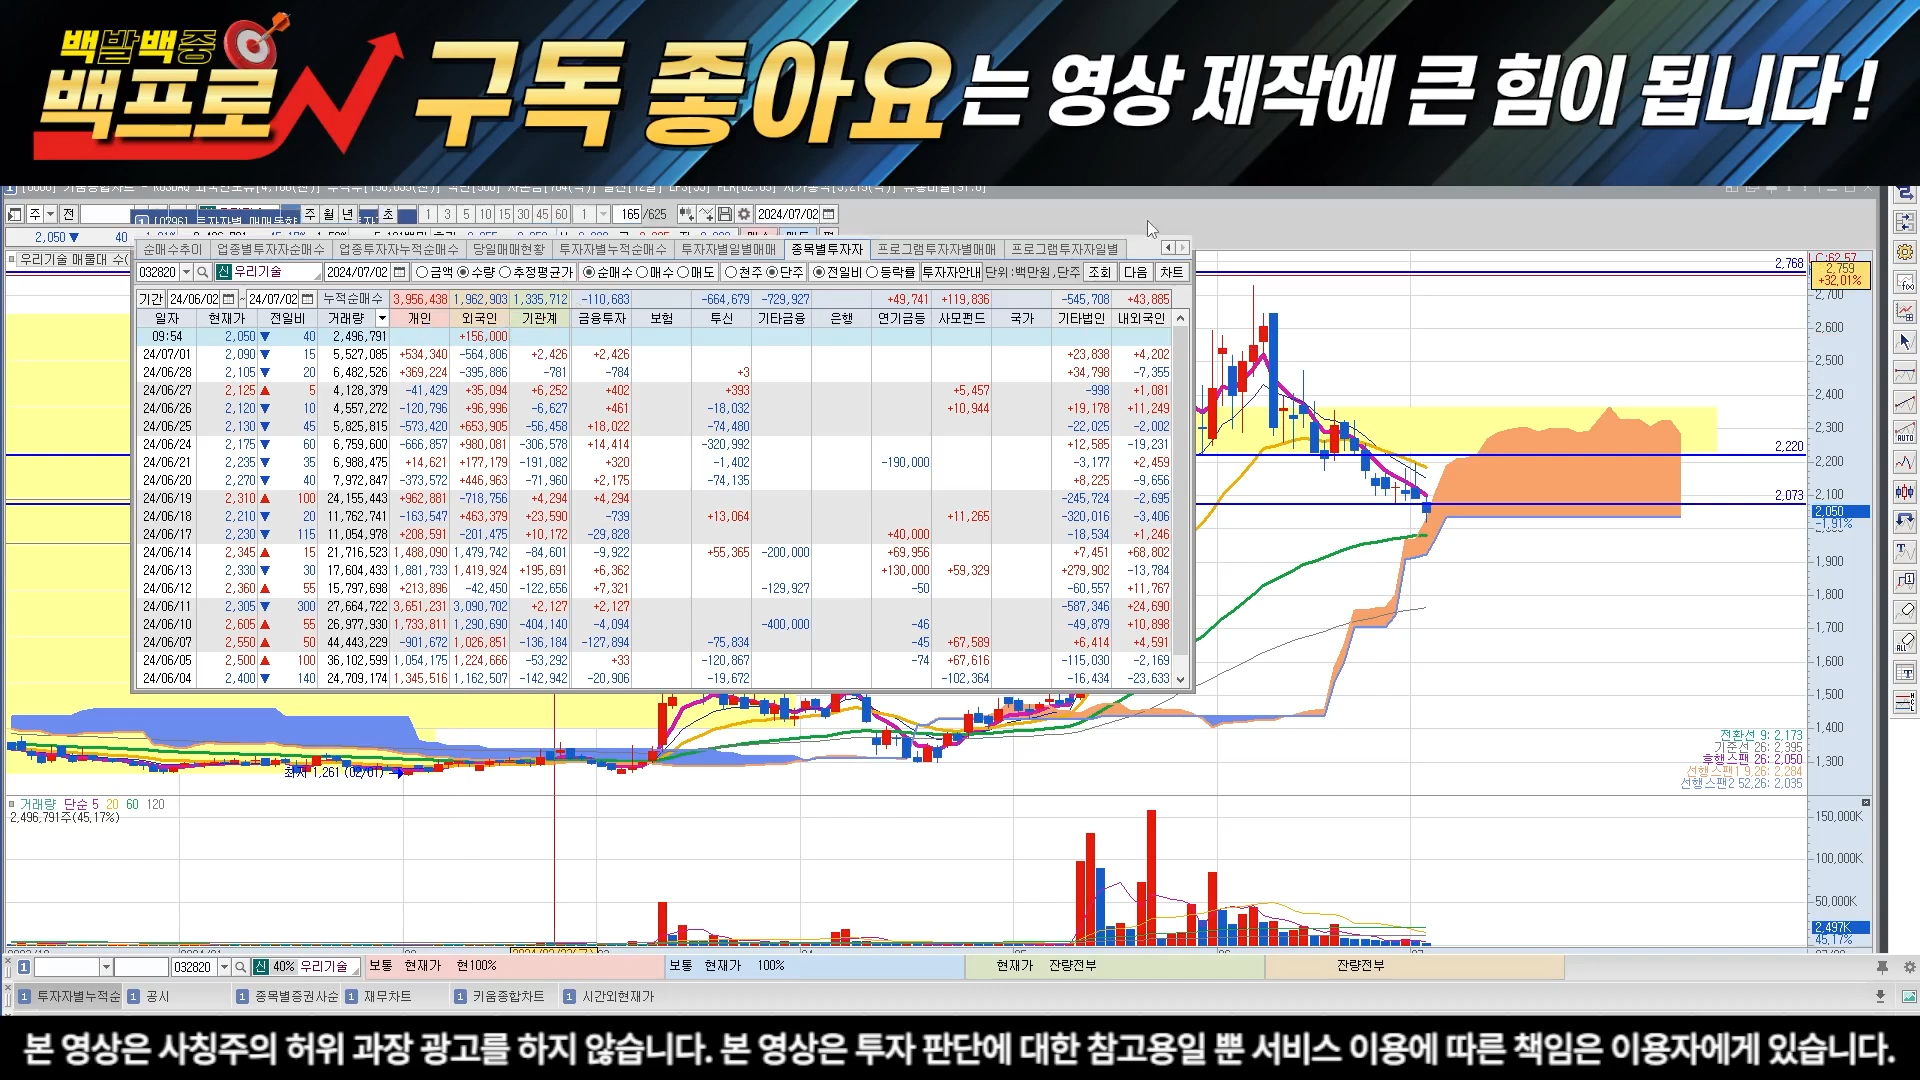 백발백중
백프로
구독 좋아요는 영상 제작에 큰 힘이 됩니다!
주 전 주 월 년 초 1 3 5 10 15 30 45 60 1 165 /625 2024/07/02
2,050 ▼ 40
우리기술 매물대 수(
순매수추이 업종별투자자순매수 업종투자자누적순매수 당일매매현황 투자자별누적순매수 투자자별일별매매 종목별투자자 프로그램투자자별매매 프로그램투자자일별
032820 신 우리기술 2024/07/02 금액 수량 추정평균가 순매수 매수 매도 천주 단주 전일비 등락률 투자자안내 단위:백만원,단주 조회 다음 차트
기간 24/06/02 ~ 24/07/02 누적순매수 3,956,438 1,962,903 1,335,712 -110,683 -664,679 -729,927 +49,741 +119,836 -545,708 +43,885
일자 현재가 전일비 거래량 개인 외국인 기관계 금융투자 보험 투신 기타금융 은행 연기금등 사모펀드 국가 기타법인 내외국인
09:54 2,050 ▼ 40 2,496,791 +156,000
24/07/01 2,090 ▼ 15 5,527,085 +534,340 -564,806 +2,426 +2,426 +23,838 +4,202
24/06/28 2,105 ▼ 20 6,482,526 +369,224 -395,886 -781 -784 +3 +34,798 -7,355
24/06/27 2,125 ▲ 5 4,128,379 -41,429 +35,094 +6,252 +402 +393 +5,457 -998 +1,081
24/06/26 2,120 ▼ 10 4,557,272 -120,796 +96,996 -6,627 +461 -18,032 +10,944 +19,178 +11,249
24/06/25 2,130 ▼ 45 5,825,815 -573,420 +653,905 -56,458 +18,022 -74,480 -22,025 -2,002
24/06/24 2,175 ▼ 60 6,759,600 -666,857 +980,081 -306,578 +14,414 -320,992 +12,585 -19,231
24/06/21 2,235 ▼ 35 6,988,475 +14,621 +177,179 -191,082 +320 -1,402 -190,000 -3,177 +2,459
24/06/20 2,270 ▼ 40 7,972,847 -373,572 +446,963 -71,960 +2,175 -74,135 +8,225 -9,656
24/06/19 2,310 ▲ 100 24,155,443 +962,881 -718,756 +4,294 +4,294 -245,724 -2,695
24/06/18 2,210 ▼ 20 11,762,741 -163,547 +463,379 +23,590 -739 +13,064 +11,265 -320,016 -3,406
24/06/17 2,230 ▼ 115 11,054,978 +208,591 -201,475 +10,172 -29,828 +40,000 -18,534 +1,246
24/06/14 2,345 ▲ 15 21,716,523 1,488,090 1,479,742 -84,601 -9,922 +55,365 -200,000 +69,956 +7,451 +68,802
24/06/13 2,330 ▼ 30 17,604,433 1,881,733 1,419,924 +195,691 +6,362 +130,000 +59,329 +279,902 -13,784
24/06/12 2,360 ▲ 55 15,797,698 +213,896 -42,450 -122,656 +7,321 -129,927 -50 -60,557 +11,767
24/06/11 2,305 ▼ 300 27,664,722 3,651,231 3,090,702 +2,127 +2,127 -587,346 +24,690
24/06/10 2,605 ▲ 55 26,977,930 1,733,811 1,290,690 -404,140 -4,094 -400,000 -46 -49,879 +10,898
24/06/07 2,550 ▲ 50 44,443,229 -901,672 1,026,851 -136,184 -127,894 -75,834 -45 +67,589 +6,414 +4,591
24/06/05 2,500 ▲ 100 36,102,599 1,054,175 1,224,666 -53,292 +33 -120,867 -74 +67,616 -115,030 -2,169
24/06/04 2,400 ▼ 140 24,709,174 1,345,516 1,162,507 -142,942 -20,906 -19,672 -102,364 -16,434 -23,633
LC:62.57
2,759
+32,01%
2,768
2,700
2,600
2,500
2,400
2,300
2,220
2,200
2,100
2,073
2,050
-1,91%
1,900
1,800
1,700
1,600
1,500
1,400
1,300
최저 1,261 (02/01)
전환선 9: 2,173
기준선 26: 2,395
후행스팬 26: 2,050
선행스팬1 9,26: 2,284
선행스팬2 52,26: 2,035
거래량 단순 5 20 60 120
2,496,791주(45,17%)
150,000K
100,000K
50,000K
2,497K
45,17%
1 032820 신 40% 우리기술 보통 현재가 현100% 보통 현재가 100% 현재가 잔량전부 잔량전부
1 투자자별누적순 1 공시 1 종목별증권사순 1 재무차트 1 키움종합차트 1 시간외현재가
본 영상은 사칭주의 허위 과장 광고를 하지 않습니다. 본 영상은 투자 판단에 대한 참고용일 뿐 서비스 이용에 따른 책임은 이용자에게 있습니다.